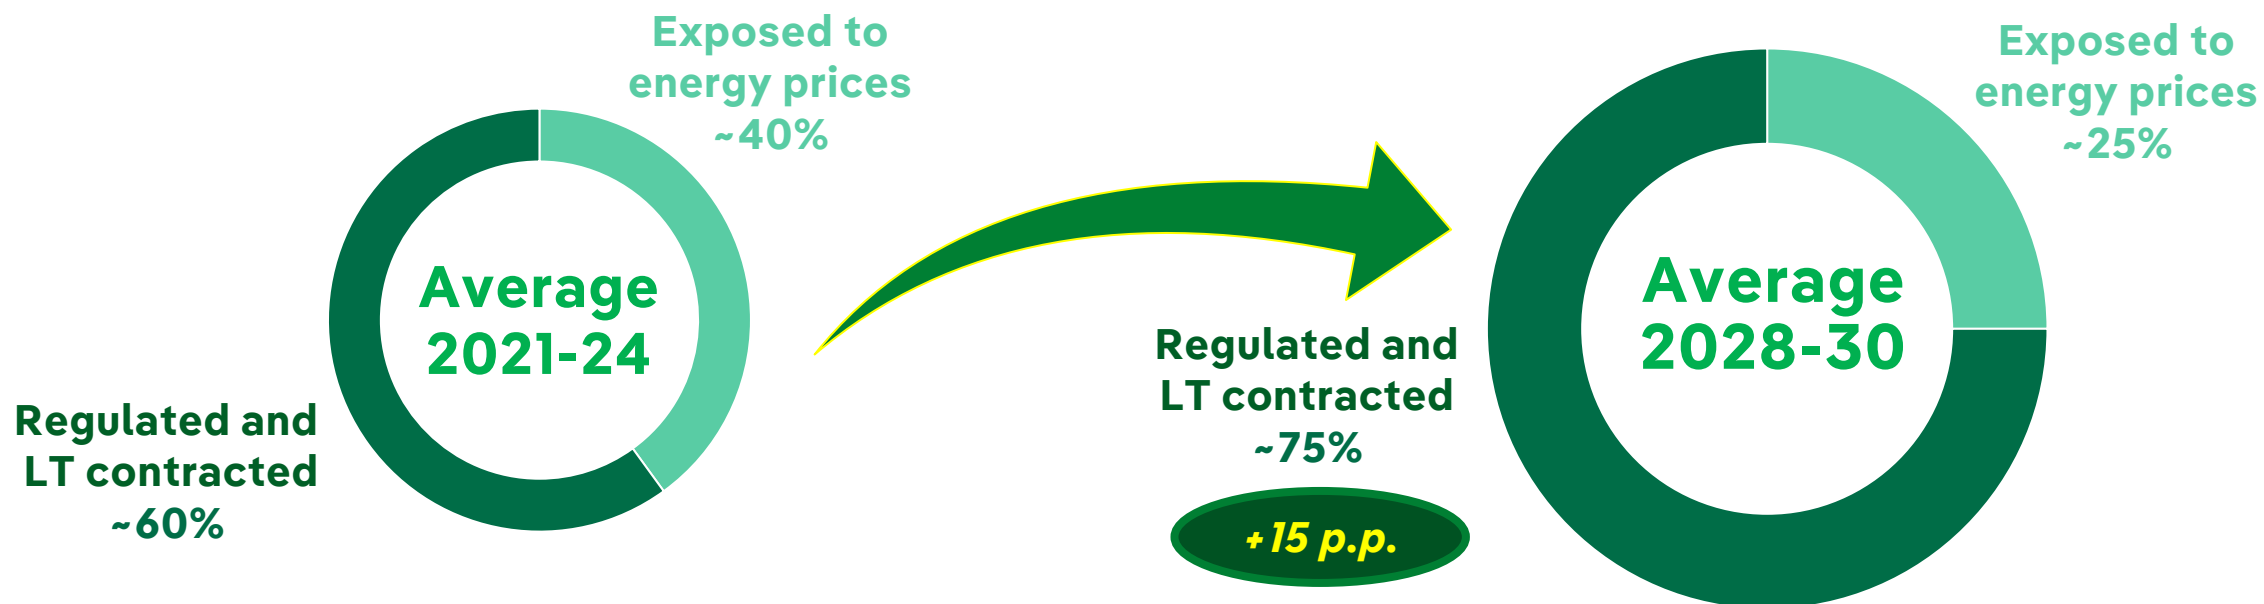 Exposed to
energy prices
~40%
Average
2021-24
Regulated and
LT contracted
~60%
Exposed to
energy prices
~25%
Average
2028-30
Regulated and
LT contracted
~75%
+15 p.p.